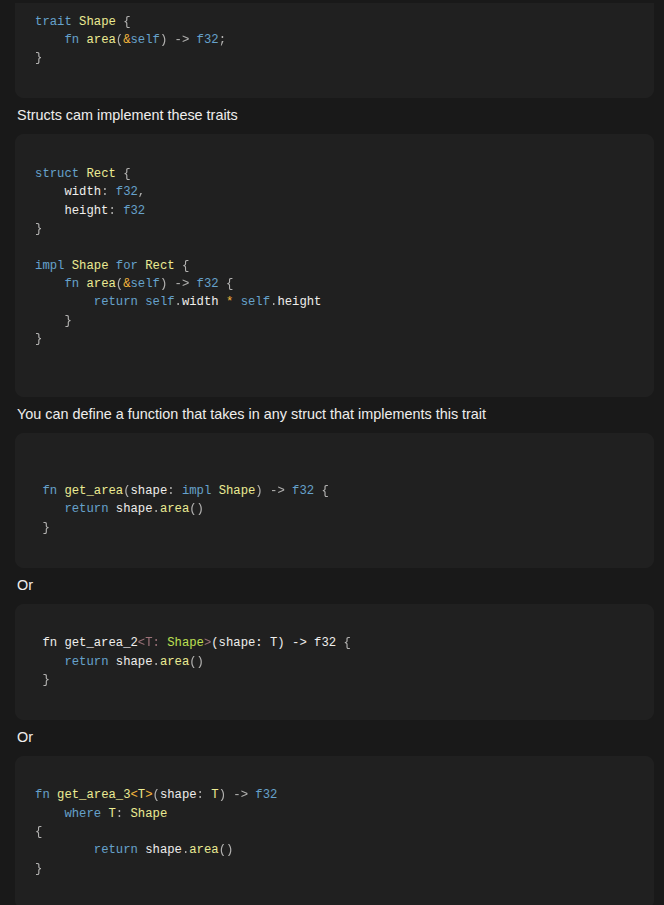 trait Shape {
    fn area(&self) -> f32;
}
Structs cam implement these traits
struct Rect {
    width: f32,
    height: f32
}
impl Shape for Rect {
    fn area(&self) -> f32 {
        return self.width * self.height
    }
}
You can define a function that takes in any struct that implements this trait
 fn get_area(shape: impl Shape) -> f32 {
    return shape.area()
 }
Or
 fn get_area_2<T: Shape>(shape: T) -> f32 {
    return shape.area()
 }
Or
fn get_area_3<T>(shape: T) -> f32
    where T: Shape
{
        return shape.area()
}